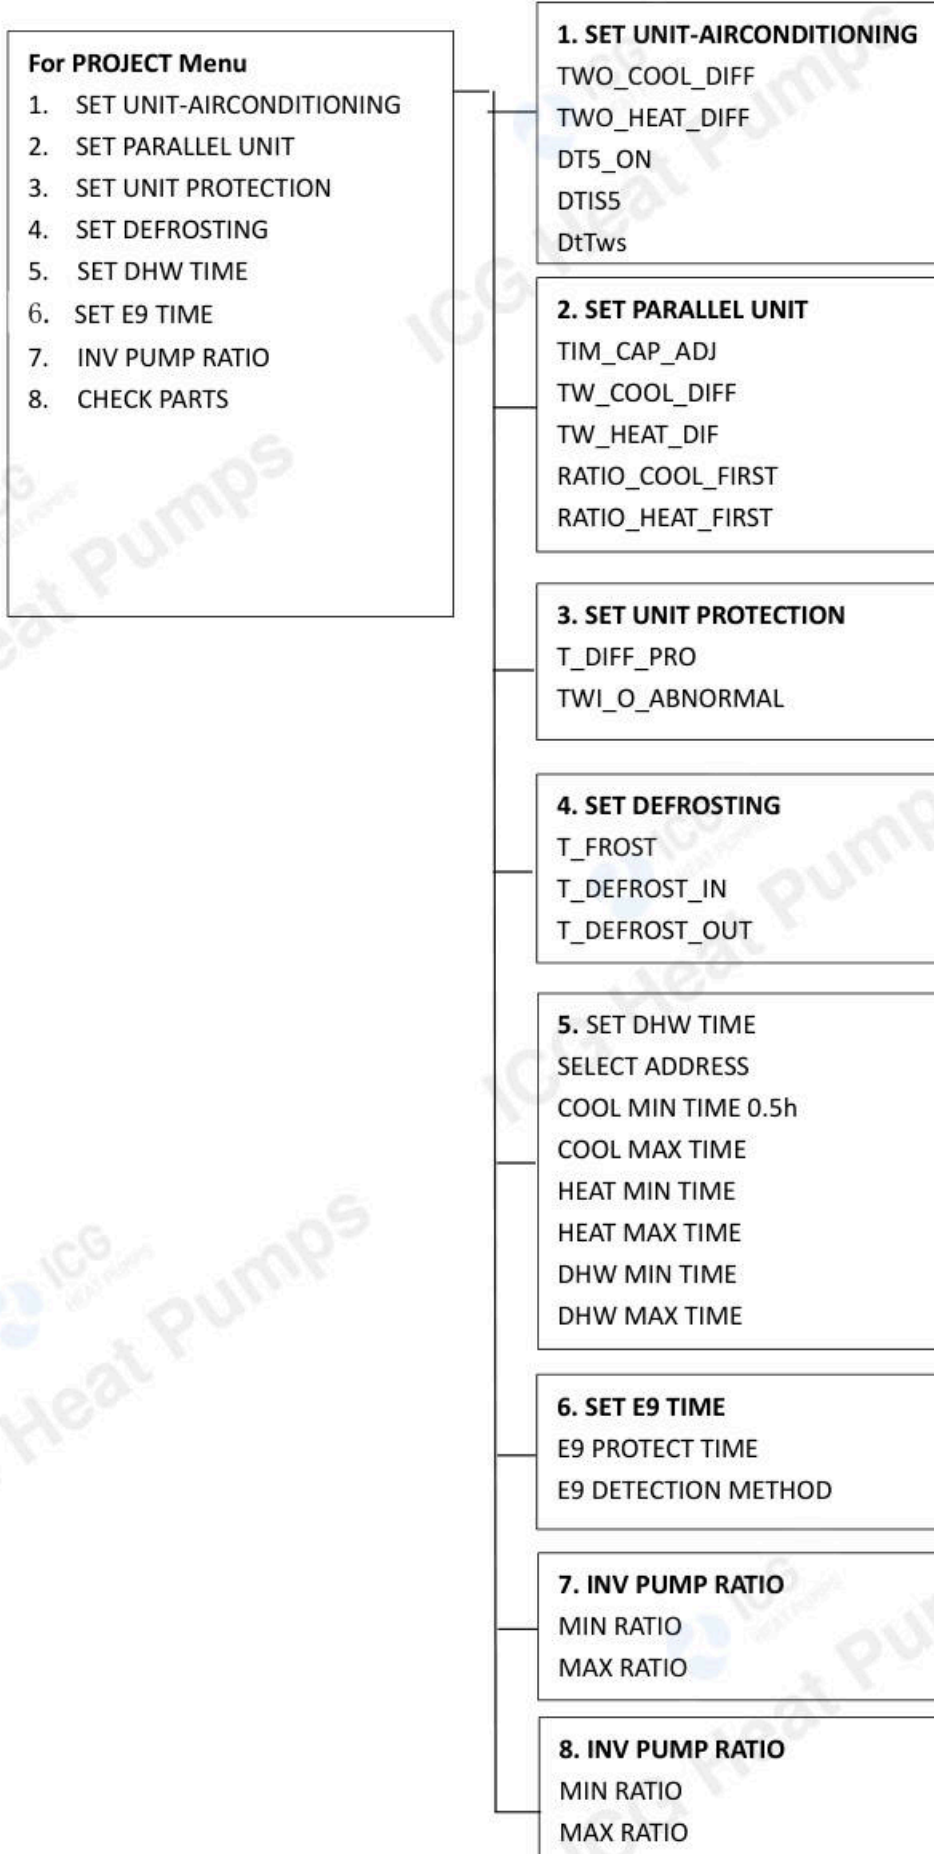 For PROJECT Menu
1. SET UNIT-AIRCONDITIONING
2. SET PARALLEL UNIT
3. SET UNIT PROTECTION
4. SET DEFROSTING
5. SET DHW TIME
6. SET E9 TIME
7. INV PUMP RATIO
8. CHECK PARTS
1. SET UNIT-AIRCONDITIONING
TWO_COOL_DIFF
TWO_HEAT_DIFF
DT5_ON
DTIS5
DtTws
2. SET PARALLEL UNIT
TIM_CAP_ADJ
TW_COOL_DIFF
TW_HEAT_DIF
RATIO_COOL_FIRST
RATIO_HEAT_FIRST
3. SET UNIT PROTECTION
T_DIFF_PRO
TWI_O_ABNORMAL
4. SET DEFROSTING
T_FROST
T_DEFROST_IN
T_DEFROST_OUT
5. SET DHW TIME
SELECT ADDRESS
COOL MIN TIME 0.5h
COOL MAX TIME
HEAT MIN TIME
HEAT MAX TIME
DHW MIN TIME
DHW MAX TIME
6. SET E9 TIME
E9 PROTECT TIME
E9 DETECTION METHOD
7. INV PUMP RATIO
MIN RATIO
MAX RATIO
8. INV PUMP RATIO
MIN RATIO
MAX RATIO
ICG Heat Pumps
ICG
HEAT PUMPS